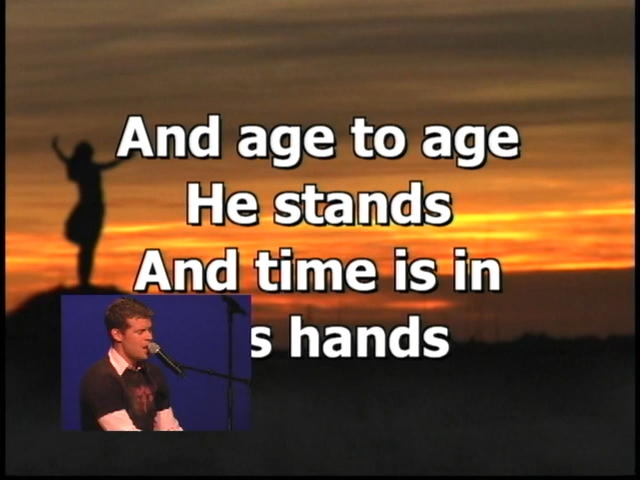 And age to age
He stands
And time is in
s hands